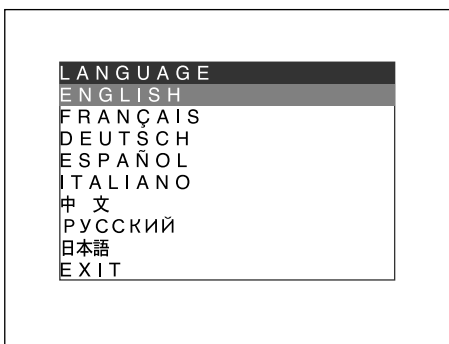 LANGUAGE
ENGLISH
FRANÇAIS
DEUTSCH
ESPAÑOL
ITALIANO
中 文
РУССКИЙ
日本語
EXIT